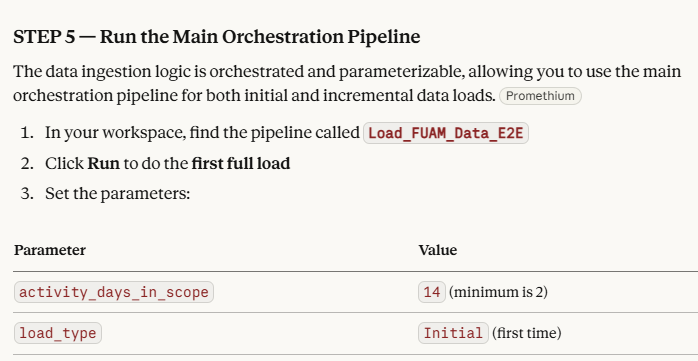 STEP 5 — Run the Main Orchestration Pipeline
The data ingestion logic is orchestrated and parameterizable, allowing you to use the main
orchestration pipeline for both initial and incremental data loads. Promethium
1. In your workspace, find the pipeline called Load_FUAM_Data_E2E
2. Click Run to do the first full load
3. Set the parameters:
Parameter Value
activity_days_in_scope 14 (minimum is 2)
load_type Initial (first time)